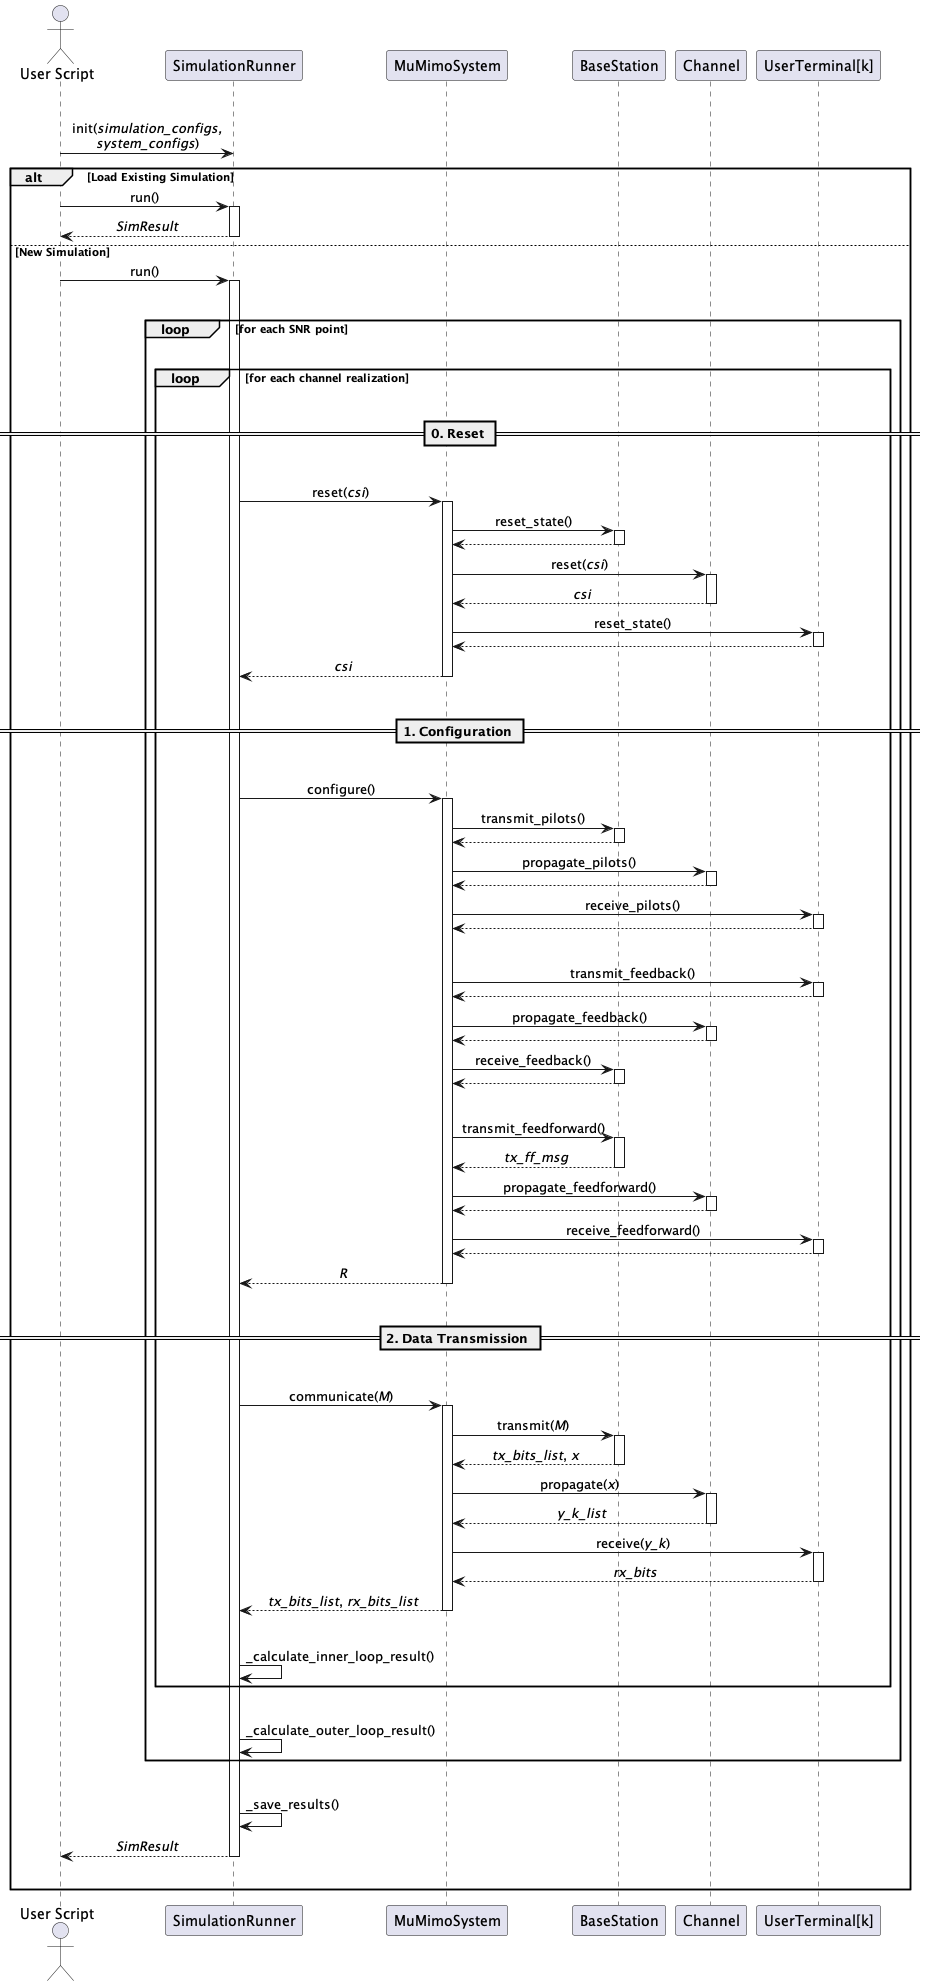 User Script
SimulationRunner
MuMimoSystem
BaseStation
Channel
UserTerminal[k]
init(simulation_configs,
system_configs)
alt
[Load Existing Simulation]
run()
SimResult
[New Simulation]
run()
loop
[for each SNR point]
loop
[for each channel realization]
0. Reset
reset(csi)
reset_state()
reset(csi)
csi
reset_state()
csi
1. Configuration
configure()
transmit_pilots()
propagate_pilots()
receive_pilots()
transmit_feedback()
propagate_feedback()
receive_feedback()
transmit_feedforward()
tx_ff_msg
propagate_feedforward()
receive_feedforward()
R
2. Data Transmission
communicate(M)
transmit(M)
tx_bits_list, x
propagate(x)
y_k_list
receive(y_k)
rx_bits
tx_bits_list, rx_bits_list
_calculate_inner_loop_result()
_calculate_outer_loop_result()
_save_results()
SimResult
User Script
SimulationRunner
MuMimoSystem
BaseStation
Channel
UserTerminal[k]